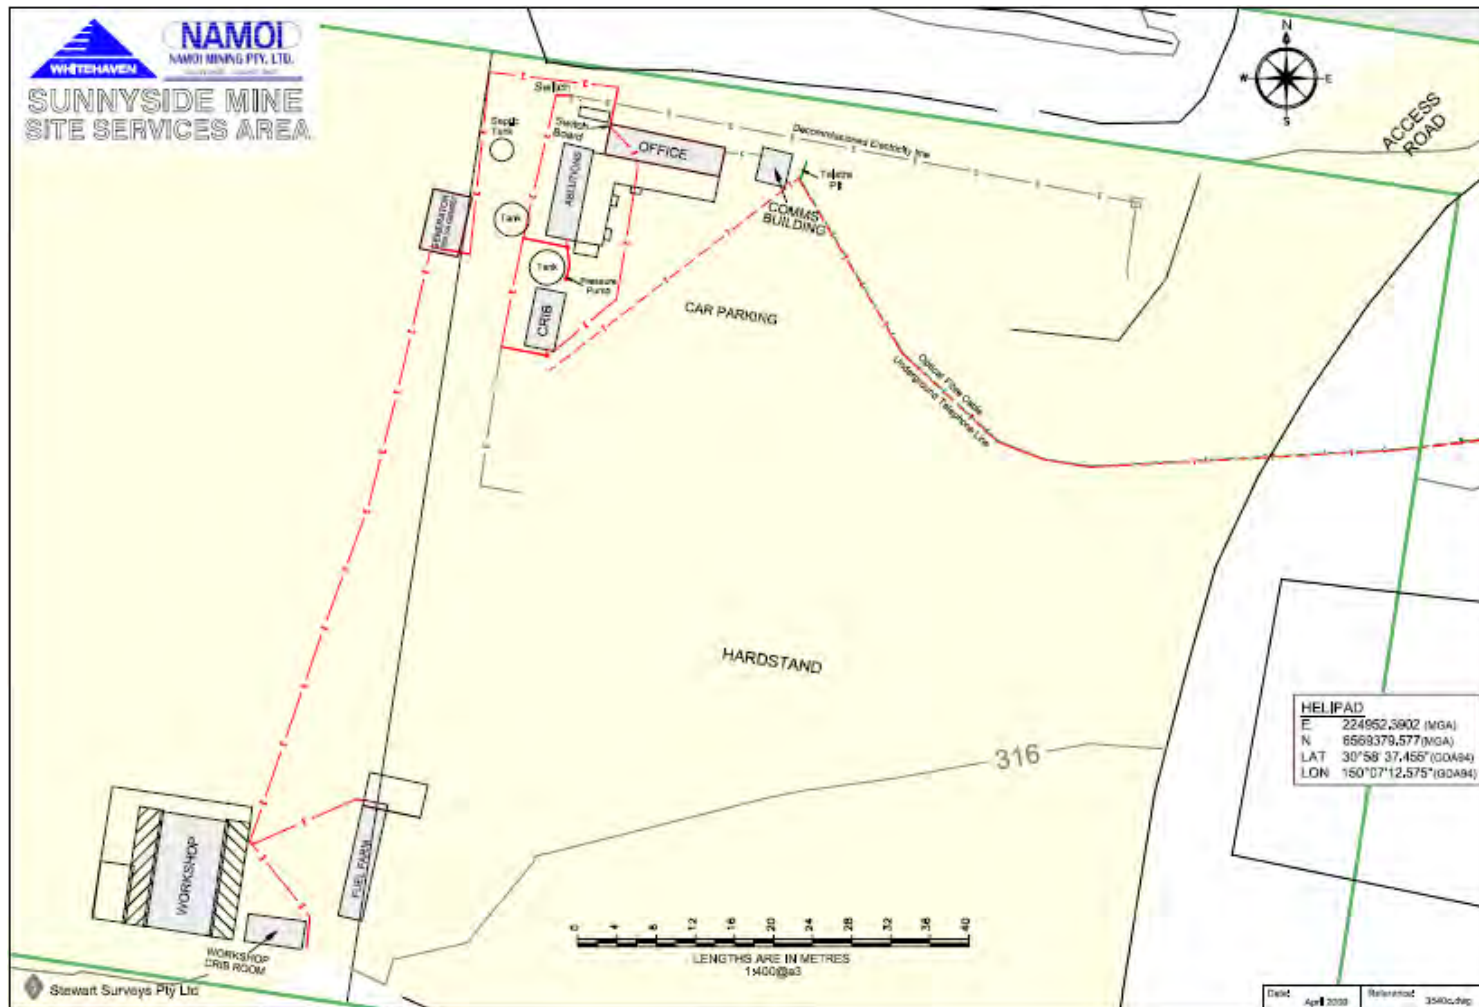 WHITEHAVEN
NAMOI
NAMOI MINING PTY. LTD.
SUNNYSIDE MINE
SITE SERVICES AREA
N
W
E
S
ACCESS
ROAD
Switch
Septic
Tank
Switch
Board
OFFICE
ABLUTIONS
Decommissioned Electricity line
Telstra
Pit
COMMS
BUILDING
GENERATOR
Tank
Tank
Pressure
Pump
CRIB
CAR PARKING
Optical Fibre Cable
Underground Telephone Line
HARDSTAND
316
HELIPAD
E 224952.3902 (MGA)
N 6569379.577(MGA)
LAT 30°58' 37.455"(GDA94)
LON 150°07'12.575"(GDA94)
WORKSHOP
FUEL FARM
WORKSHOP
CRIB ROOM
0 4 8 12 16 20 24 28 32 36 40
LENGTHS ARE IN METRES
1:400@a3
Stewart Surveys Pty Ltd
Date:
Reference: